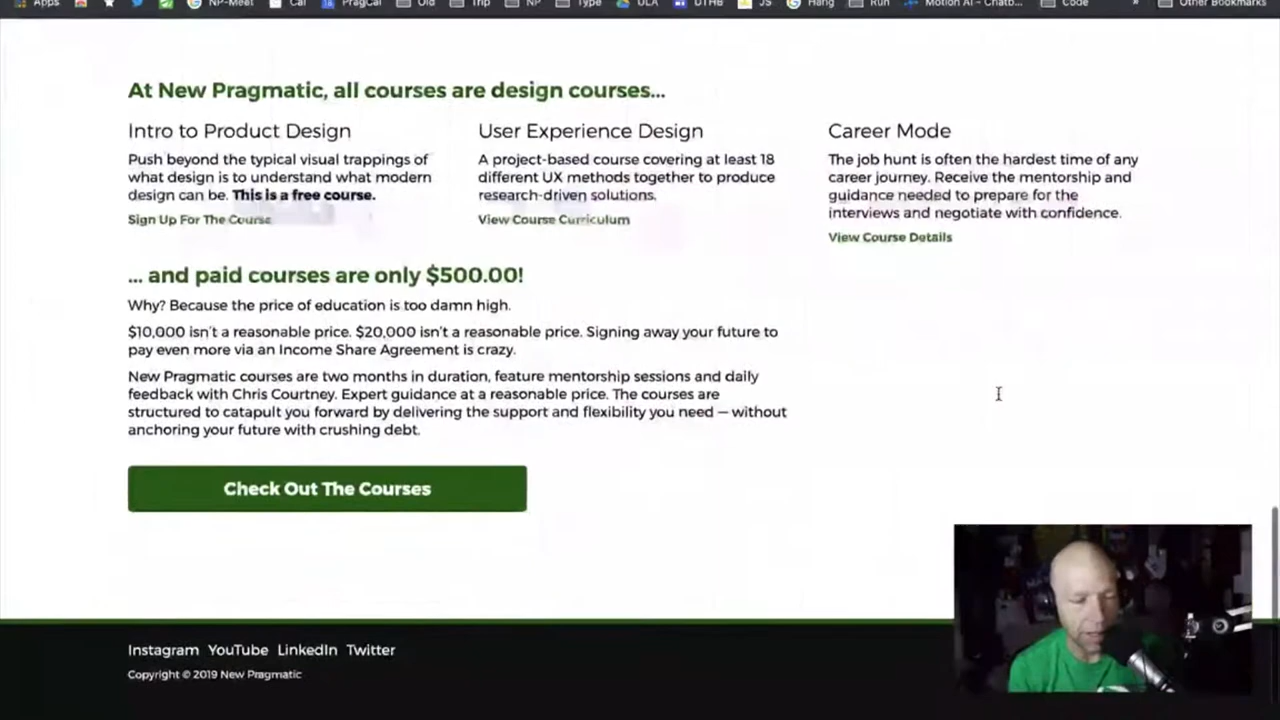 Apps NP-Meet Cal PragCal Old Trip NP Type ULA UTHB JS Hang Run Motion AI – Chatb... Code » Other Bookmarks
At New Pragmatic, all courses are design courses...
Intro to Product Design
Push beyond the typical visual trappings of
what design is to understand what modern
design can be. This is a free course.
Sign Up For The Course
User Experience Design
A project-based course covering at least 18
different UX methods together to produce
research-driven solutions.
View Course Curriculum
Career Mode
The job hunt is often the hardest time of any
career journey. Receive the mentorship and
guidance needed to prepare for the
interviews and negotiate with confidence.
View Course Details
... and paid courses are only $500.00!
Why? Because the price of education is too damn high.
$10,000 isn't a reasonable price. $20,000 isn't a reasonable price. Signing away your future to
pay even more via an Income Share Agreement is crazy.
New Pragmatic courses are two months in duration, feature mentorship sessions and daily
feedback with Chris Courtney. Expert guidance at a reasonable price. The courses are
structured to catapult you forward by delivering the support and flexibility you need — without
anchoring your future with crushing debt.
Check Out The Courses
Instagram YouTube LinkedIn Twitter
Copyright © 2019 New Pragmatic